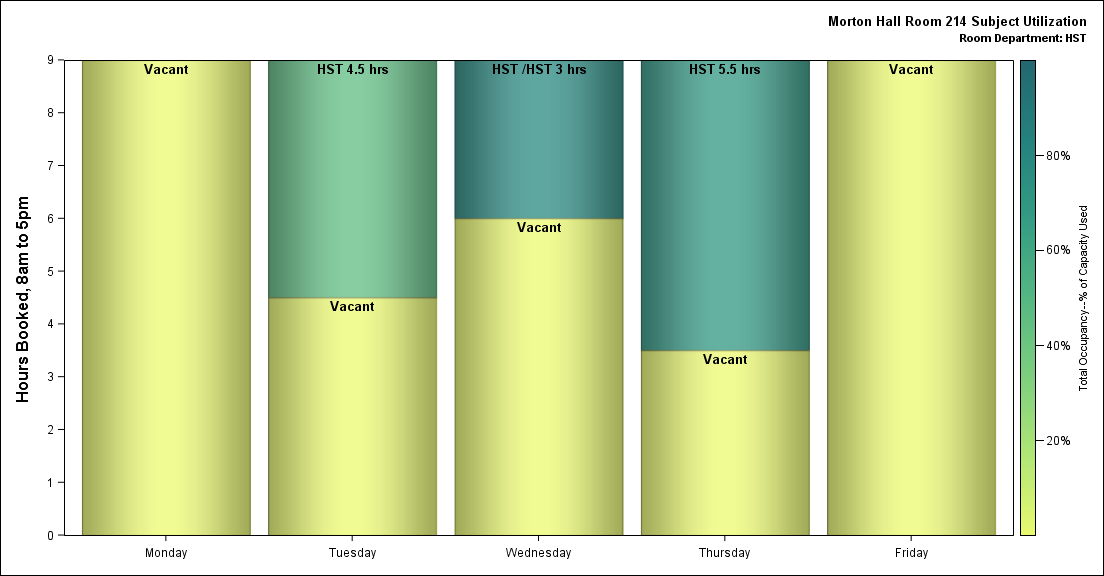 Morton Hall Room 214 Subject Utilization
Room Department: HST
Hours Booked, 8am to 5pm
9
8
7
6
5
4
3
2
1
0
Vacant
HST 4.5 hrs
HST /HST 3 hrs
HST 5.5 hrs
Vacant
Vacant
Vacant
Vacant
Monday
Tuesday
Wednesday
Thursday
Friday
80%
60%
40%
20%
Total Occupancy--% of Capacity Used